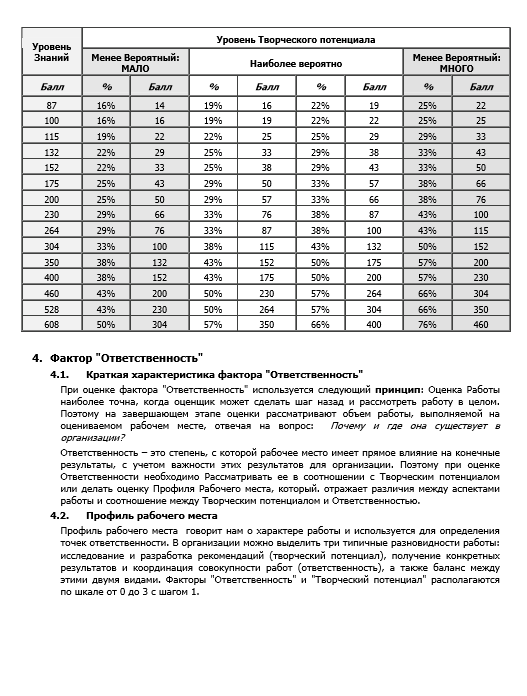 Уровень Знаний
Уровень Творческого потенциала
Менее Вероятный: МАЛО
Наиболее вероятно
Менее Вероятный: МНОГО
Балл % Балл % Балл % Балл % Балл
87 16% 14 19% 16 22% 19 25% 22
100 16% 16 19% 19 22% 22 25% 25
115 19% 22 22% 25 25% 29 29% 33
132 22% 29 25% 33 29% 38 33% 43
152 22% 33 25% 38 29% 43 33% 50
175 25% 43 29% 50 33% 57 38% 66
200 25% 50 29% 57 33% 66 38% 76
230 29% 66 33% 76 38% 87 43% 100
264 29% 76 33% 87 38% 100 43% 115
304 33% 100 38% 115 43% 132 50% 152
350 38% 132 43% 152 50% 175 57% 200
400 38% 152 43% 175 50% 200 57% 230
460 43% 200 50% 230 57% 264 66% 304
528 43% 230 50% 264 57% 304 66% 350
608 50% 304 57% 350 66% 400 76% 460
4. Фактор "Ответственность"
4.1. Краткая характеристика фактора "Ответственность"
При оценке фактора "Ответственность" используется следующий принцип: Оценка Работы
наиболее точна, когда оценщик может сделать шаг назад и рассмотреть работу в целом.
Поэтому на завершающем этапе оценки рассматривают объем работы, выполняемой на
оцениваемом рабочем месте, отвечая на вопрос: Почему и где она существует в
организации?
Ответственность – это степень, с которой рабочее место имеет прямое влияние на конечные
результаты, с учетом важности этих результатов для организации. Поэтому при оценке
Ответственности необходимо Рассматривать ее в соотношении с Творческим потенциалом
или делать оценку Профиля Рабочего места, который. отражает различия между аспектами
работы и соотношение между Творческим потенциалом и Ответственностью.
4.2. Профиль рабочего места
Профиль рабочего места говорит нам о характере работы и используется для определения
точек ответственности. В организации можно выделить три типичные разновидности работы:
исследование и разработка рекомендаций (творческий потенциал), получение конкретных
результатов и координация совокупности работ (ответственность), а также баланс между
этими двумя видами. Факторы "Ответственность" и "Творческий потенциал" располагаются
по шкале от 0 до 3 с шагом 1.